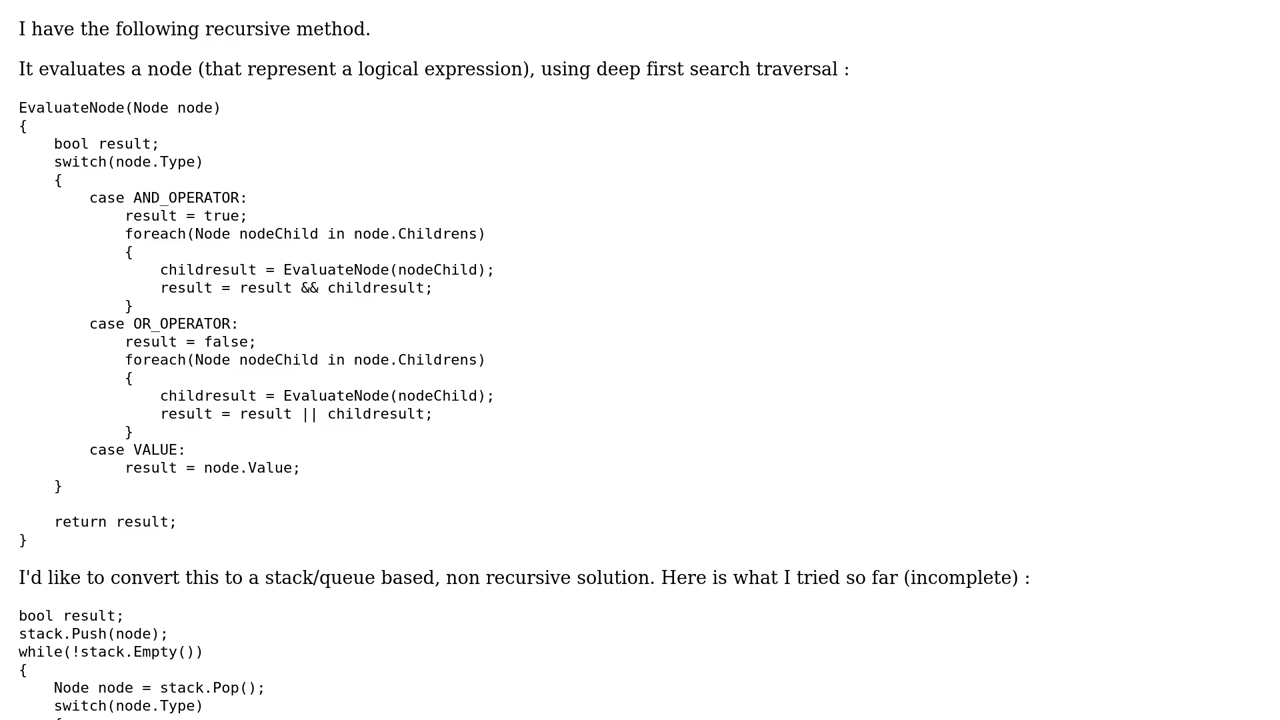 I have the following recursive method.
It evaluates a node (that represent a logical expression), using deep first search traversal :
EvaluateNode(Node node)
{
    bool result;
    switch(node.Type)
    {
        case AND_OPERATOR:
            result = true;
            foreach(Node nodeChild in node.Childrens)
            {
                childresult = EvaluateNode(nodeChild);
                result = result && childresult;
            }
        case OR_OPERATOR:
            result = false;
            foreach(Node nodeChild in node.Childrens)
            {
                childresult = EvaluateNode(nodeChild);
                result = result || childresult;
            }
        case VALUE:
            result = node.Value;
    }

    return result;
}
I'd like to convert this to a stack/queue based, non recursive solution. Here is what I tried so far (incomplete) :
bool result;
stack.Push(node);
while(!stack.Empty())
{
    Node node = stack.Pop();
    switch(node.Type)
    {